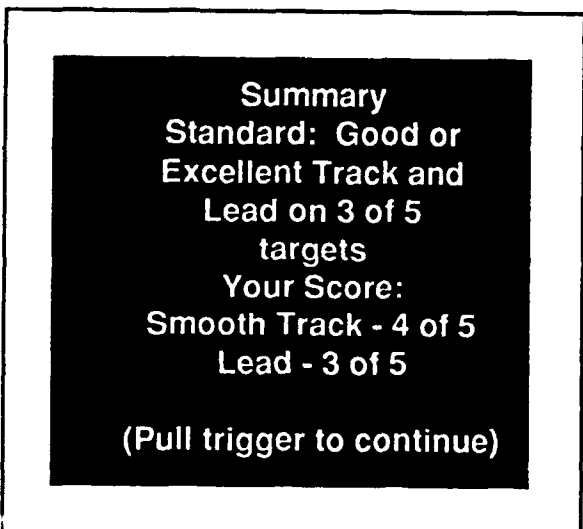 Summary
Standard: Good or
Excellent Track and
Lead on 3 of 5
targets
Your Score:
Smooth Track - 4 of 5
Lead - 3 of 5
(Pull trigger to continue)